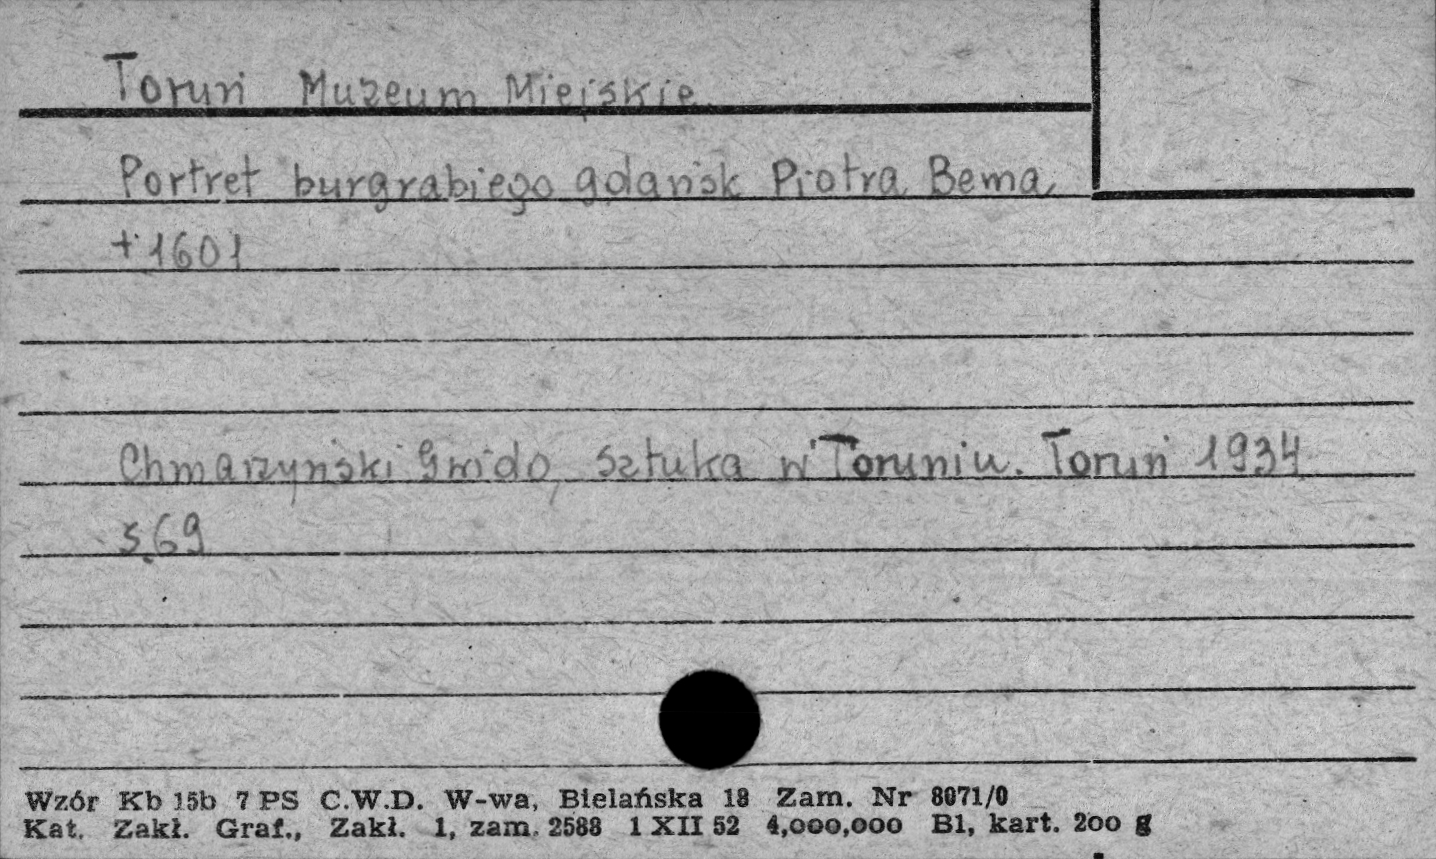 Toruń Muzeum Miejskie.
Portret burgrabiego gdańsk Piotra Bema
+ 1601
Chmarzyński Gwido, Sztuka w Toruniu. Toruń 1934
s. 69
Wzór Kb 15b 7 PS C.W.D. W-wa, Bielańska 18 Zam. Nr 8071/0
Kat. Zakł. Graf., Zakł. 1, zam. 2588 1 XII 52 4,000,000 B1, kart. 200 g